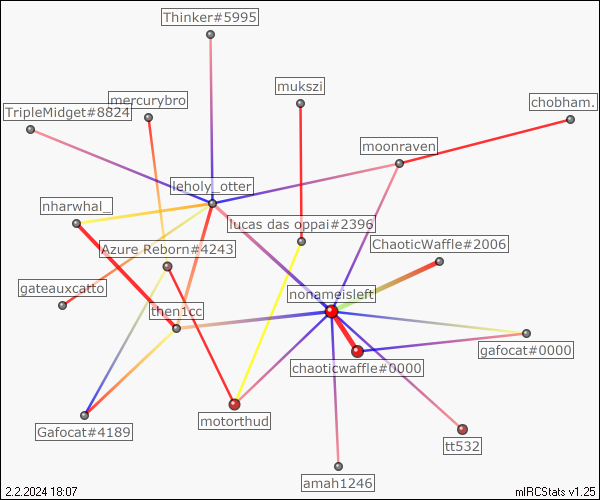 Thinker#5995
mukszi
mercurybro
TripleMidget#8824
chobham.
moonraven
leholy_otter
nharwhal_
lucas das oppai#2396
Azure Reborn#4243
ChaoticWaffle#2006
gateauxcatto
nonameisleft
then1cc
gafocat#0000
chaoticwaffle#0000
motorthud
Gafocat#4189
tt532
amah1246
2.2.2024 18:07
mIRCStats v1.25